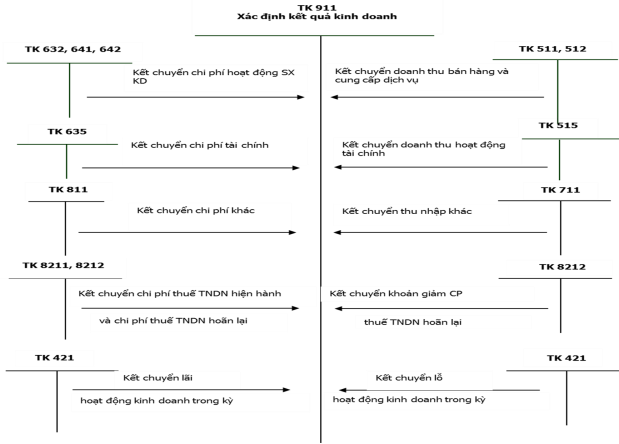 TK 911
Xác định kết quả kinh doanh
TK 632, 641, 642
TK 511, 512
Kết chuyển chi phí hoạt động SX
KD
Kết chuyển doanh thu bán hàng và
cung cấp dịch vụ
TK 635
TK 515
Kết chuyển chi phí tài chính
Kết chuyển doanh thu hoạt động
tài chính
TK 811
TK 711
Kết chuyển chi phí khác
Kết chuyển thu nhập khác
TK 8211, 8212
TK 8212
Kết chuyển chi phí thuế TNDN hiện hành
Kết chuyển khoản giảm CP
và chi phí thuế TNDN hoãn lại
thuế TNDN hoãn lại
TK 421
TK 421
Kết chuyển lãi
Kết chuyển lỗ
hoạt động kinh doanh trong kỳ
hoạt động kinh doanh trong kỳ